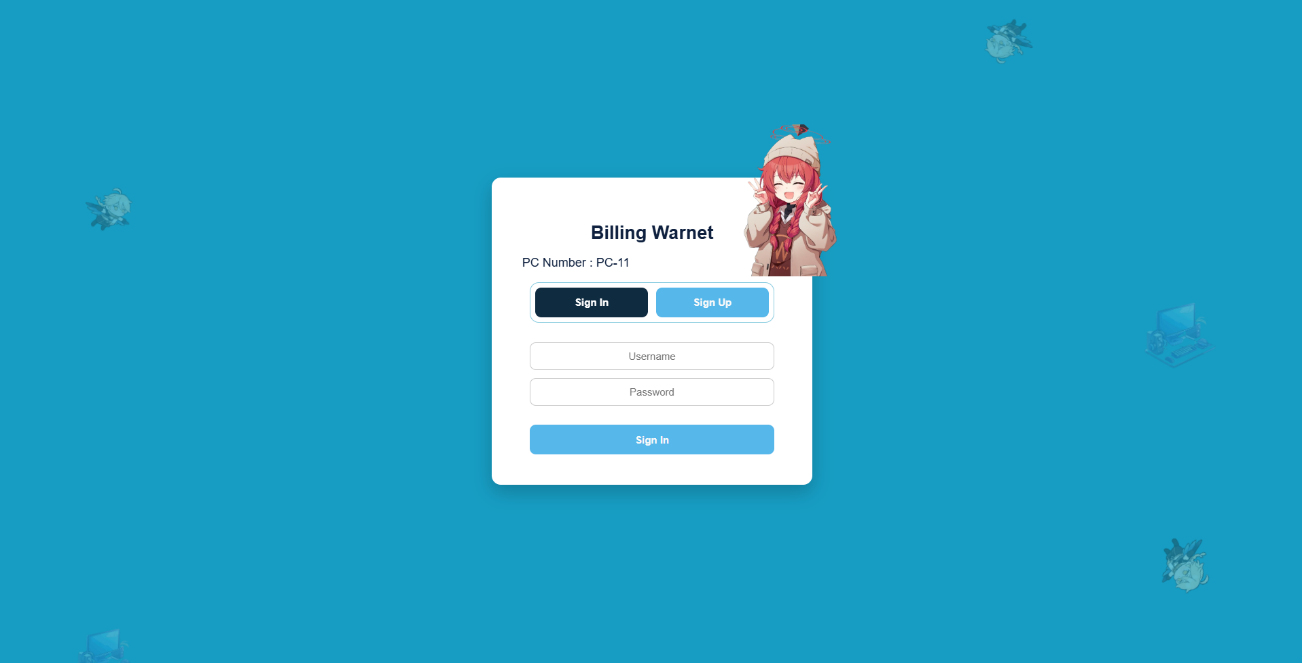 Billing Warnet
PC Number : PC-11
Sign In
Sign Up
Username
Password
Sign In